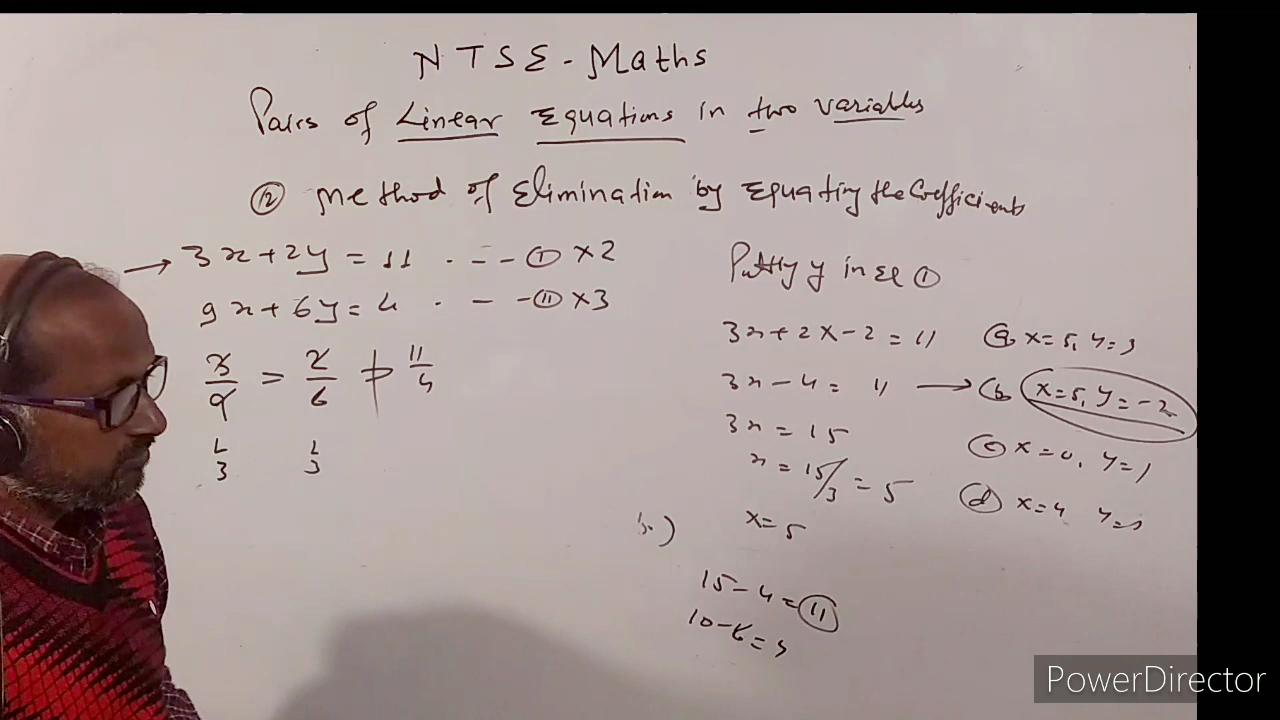 NTSE - Maths
Pairs of Linear Equations in two variables
② Method of Elimination by Equating the Coefficients
3x + 2y = 11 . - - - ① × 2
9x + 6y = 4 . - - - ⑪ × 3
3/9 = 2/6 ≠ 11/4
1/3 1/3
Putting y in eq ①
3x + 2 × - 2 = 11
3x - 4 = 11
3x = 15
x = 15/3 = 5
x = 5
15 - 4 = 11
10 - 6 = 4
ⓐ x = 5, y = 3
ⓑ x = 5, y = -2
ⓒ x = 0, y = 1
ⓓ x = 4 y =
PowerDirector